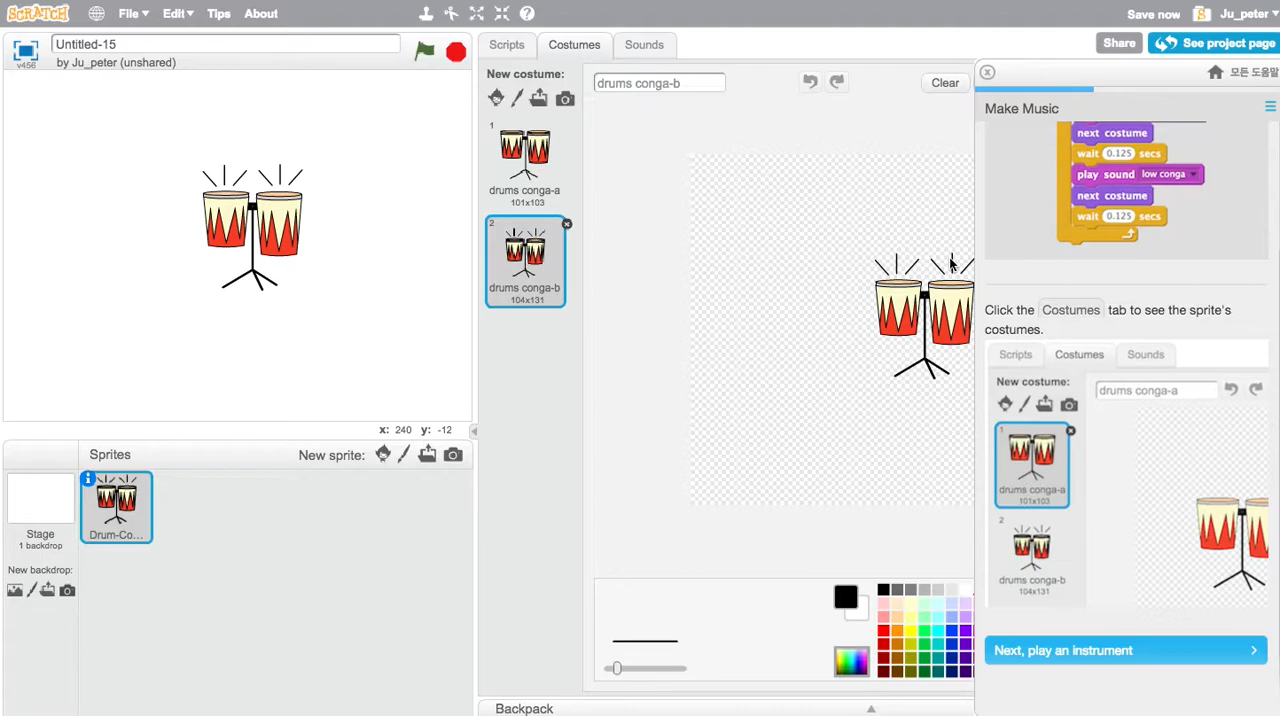 SCRATCH File Edit Tips About Save now Ju_peter
Untitled-15
by Ju_peter (unshared)
v456
Scripts Costumes Sounds
Share See project page
New costume:
drums conga-b
Clear
1
drums conga-a
101x103
2
drums conga-b
104x131
모든 도움말
Make Music
next costume
wait 0.125 secs
play sound low conga
next costume
wait 0.125 secs
Click the Costumes tab to see the sprite's
costumes.
Scripts Costumes Sounds
New costume:
drums conga-a
1
drums conga-a
101x103
2
drums conga-b
104x131
Next, play an instrument
x: 240 y: -12
Sprites New sprite:
Drum-Co...
Stage
1 backdrop
New backdrop:
Backpack